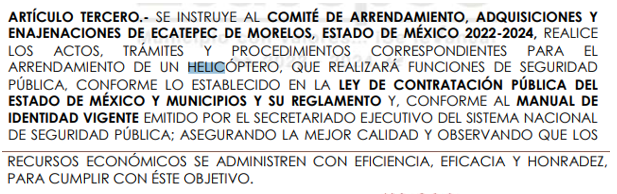 ARTÍCULO TERCERO.- SE INSTRUYE AL COMITÉ DE ARRENDAMIENTO, ADQUISICIONES Y
ENAJENACIONES DE ECATEPEC DE MORELOS, ESTADO DE MÉXICO 2022-2024, REALICE
LOS ACTOS, TRÁMITES Y PROCEDIMIENTOS CORRESPONDIENTES PARA EL
ARRENDAMIENTO DE UN HELICÓPTERO, QUE REALIZARÁ FUNCIONES DE SEGURIDAD
PÚBLICA, CONFORME LO ESTABLECIDO EN LA LEY DE CONTRATACIÓN PÚBLICA DEL
ESTADO DE MÉXICO Y MUNICIPIOS Y SU REGLAMENTO Y, CONFORME AL MANUAL DE
IDENTIDAD VIGENTE EMITIDO POR EL SECRETARIADO EJECUTIVO DEL SISTEMA NACIONAL
DE SEGURIDAD PÚBLICA; ASEGURANDO LA MEJOR CALIDAD Y OBSERVANDO QUE LOS
RECURSOS ECONÓMICOS SE ADMINISTREN CON EFICIENCIA, EFICACIA Y HONRADEZ,
PARA CUMPLIR CON ÉSTE OBJETIVO.